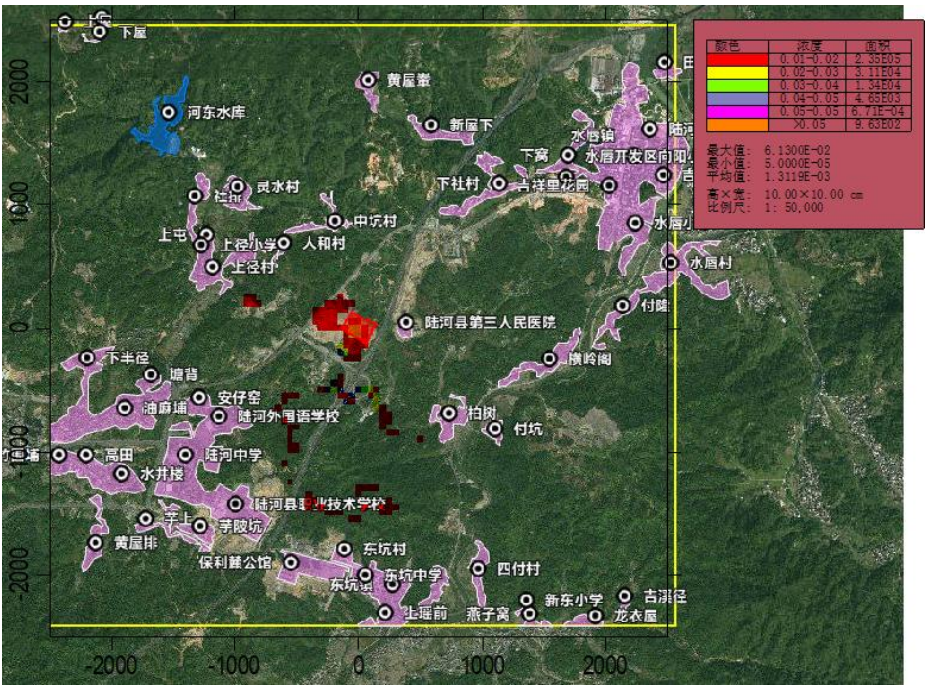 上屋
下屋
黄屋輋
河东水库
新屋下
水唇镇
陆河
下窝
水唇开发区向阳小
下社村
吉祥里花园
灵水村
中坑村
上屯
上径小学
人和村
水唇小
上径村
水唇村
付隆
陆河县第三人民医院
下半径
横岭阁
塘背
安仔窑
油麻埔
陆河外国语学校
柏树
付坑
高田
陆河中学
水井楼
陆河县职业技术学校
芋上
芋陂坑
黄屋排
东坑村
保利麓公馆
东坑镇
东坑中学
四付村
上瑶前
燕子窝
新东小学
吉溪径
龙衣屋
2000
1000
0
-1000
-2000
-2000
-1000
0
1000
2000
颜色 浓度 面积
0.01-0.02 2.35E05
0.02-0.03 3.11E04
0.03-0.04 1.34E04
0.04-0.05 4.65E03
0.05-0.05 6.71E-04
>0.05 9.63E02
最大值: 6.1300E-02
最小值: 5.0000E-05
平均值: 1.3119E-03
高×宽: 10.00×10.00 cm
比例尺: 1: 50,000